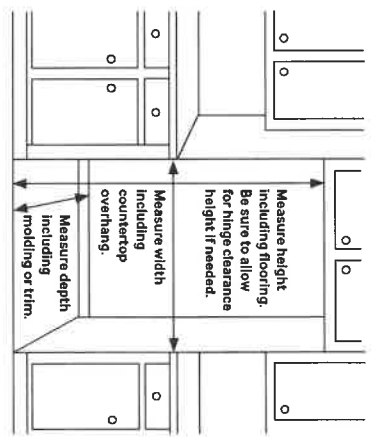 Measure height
including flooring.
Be sure to allow
for hinge clearance
height if needed.
Measure width
including
countertop
overhang.
Measure depth
including
molding or trim.